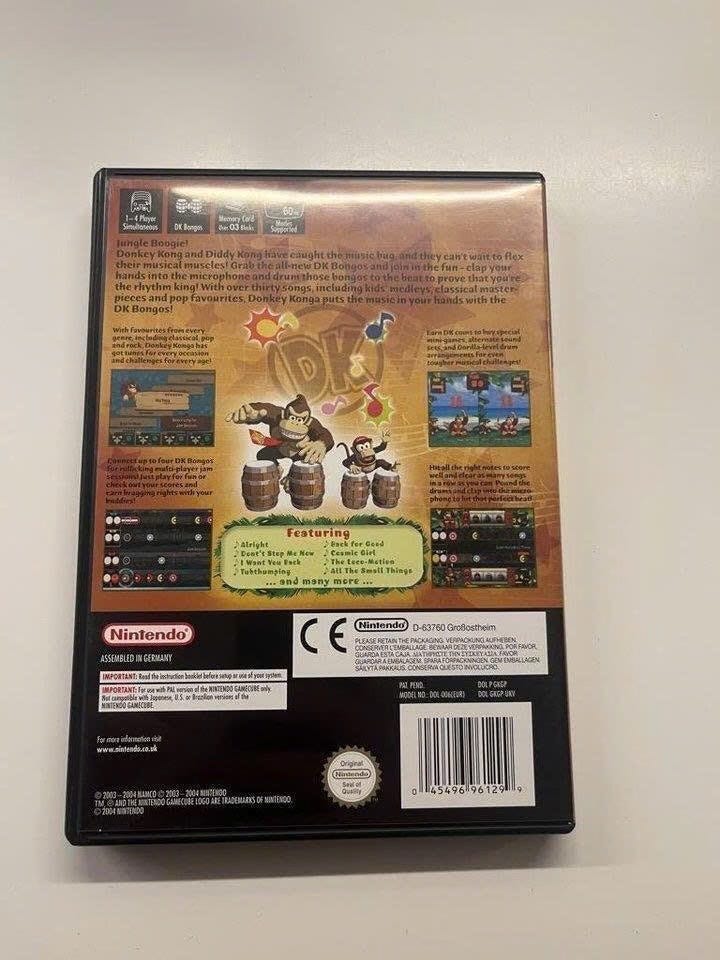 1-4 Player
Simultaneous
DK Bongos
Memory Card
Uses 03 Blocks
60Hz
Modes
Supported
Jungle Boogie!
Donkey Kong and Diddy Kong have caught the music bug, and they can't wait to flex
their musical muscles! Grab the all-new DK Bongos and join in the fun - clap your
hands into the microphone and drum those bongos to the beat to prove that you're
the rhythm king! With over thirty songs, including kids' medleys, classical master-
pieces and pop favourites, Donkey Konga puts the music in your hands with the
DK Bongos!
With favourites from every
genre, including classical, pop
and rock, Donkey Konga has
got tunes for every occasion
and challenges for every age!
Earn DK coins to buy special
mini-games, alternate sound
sets, and Gorilla-level drum
arrangements for even
tougher musical challenges!
DK
Connect up to four DK Bongos
for rollicking multi-player jam
sessions! Just play for fun or
check out your scores and
earn bragging rights with your
buddies!
Hit all the right notes to score
well and clear as many songs
in a row as you can. Pound the
drums and clap into the micro-
phone to hit that perfect beat!
Featuring
Alright
Don't Stop Me Now
I Want You Back
Tubthumping
Back for Good
Cosmic Girl
The Loco-Motion
All The Small Things
... and many more ...
Nintendo®
ASSEMBLED IN GERMANY
IMPORTANT: Read the instruction booklet before setup or use of your system.
IMPORTANT: For use with PAL version of the NINTENDO GAMECUBE only.
Not compatible with Japanese, U.S. or Brazilian versions of the
NINTENDO GAMECUBE.
CE
Nintendo D-63760 Großostheim
PLEASE RETAIN THE PACKAGING. VERPACKUNG AUFHEBEN.
CONSERVER L'EMBALLAGE. BEWAAR DEZE VERPAKKING. POR FAVOR,
GUARDA ESTA CAJA. ΔΙΑΤΗΡΕΙΣΤΕ ΤΗΝ ΣΥΣΚΕΥΑΣΙΑ. FAVOR
GUARDAR A EMBALAGEM. SPARA FÖRPACKNINGEN. GEM EMBALLAGEN.
SÄILYTÄ PAKKAUS. CONSERVA QUESTO INVOLUCRO.
PAT. PEND.
MODEL NO.: DOL-006(EUR)
DOL P GKGP
DOL GKGP UKV
For more information visit
www.nintendo.co.uk
© 2003 – 2004 NAMCO © 2003 – 2004 NINTENDO
TM, ® AND THE NINTENDO GAMECUBE LOGO ARE TRADEMARKS OF NINTENDO.
© 2004 NINTENDO
Original
Nintendo
Seal of
Quality
0 45496 96129 9